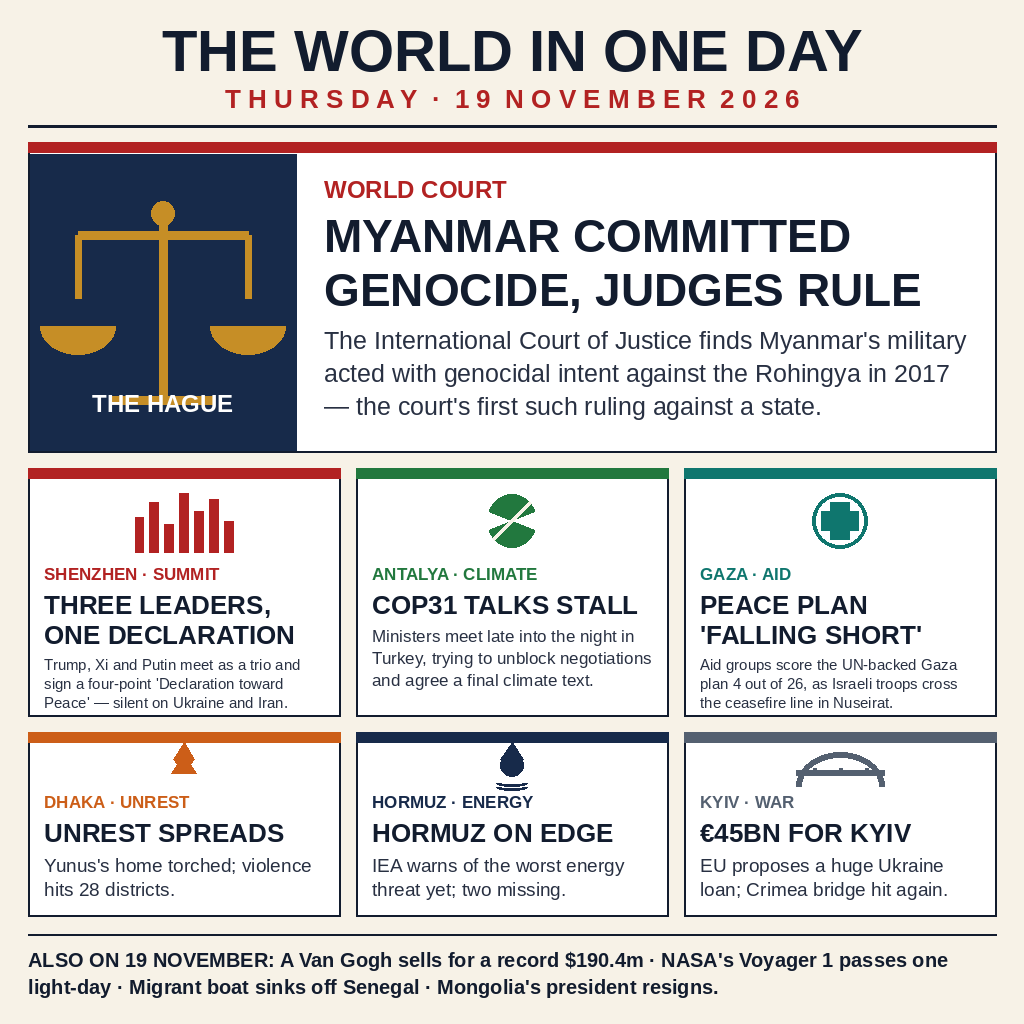 THE WORLD IN ONE DAY
THURSDAY · 19 NOVEMBER 2026
THE HAGUE
WORLD COURT
MYANMAR COMMITTED
GENOCIDE, JUDGES RULE
The International Court of Justice finds Myanmar's military
acted with genocidal intent against the Rohingya in 2017
— the court's first such ruling against a state.
SHENZHEN · SUMMIT
THREE LEADERS,
ONE DECLARATION
Trump, Xi and Putin meet as a trio and
sign a four-point 'Declaration toward
Peace' — silent on Ukraine and Iran.
ANTALYA · CLIMATE
COP31 TALKS STALL
Ministers meet late into the night in
Turkey, trying to unblock negotiations
and agree a final climate text.
GAZA · AID
PEACE PLAN
'FALLING SHORT'
Aid groups score the UN-backed Gaza
plan 4 out of 26, as Israeli troops cross
the ceasefire line in Nuseirat.
DHAKA · UNREST
UNREST SPREADS
Yunus's home torched; violence
hits 28 districts.
HORMUZ · ENERGY
HORMUZ ON EDGE
IEA warns of the worst energy
threat yet; two missing.
KYIV · WAR
€45BN FOR KYIV
EU proposes a huge Ukraine
loan; Crimea bridge hit again.
ALSO ON 19 NOVEMBER: A Van Gogh sells for a record $190.4m · NASA's Voyager 1 passes one
light-day · Migrant boat sinks off Senegal · Mongolia's president resigns.